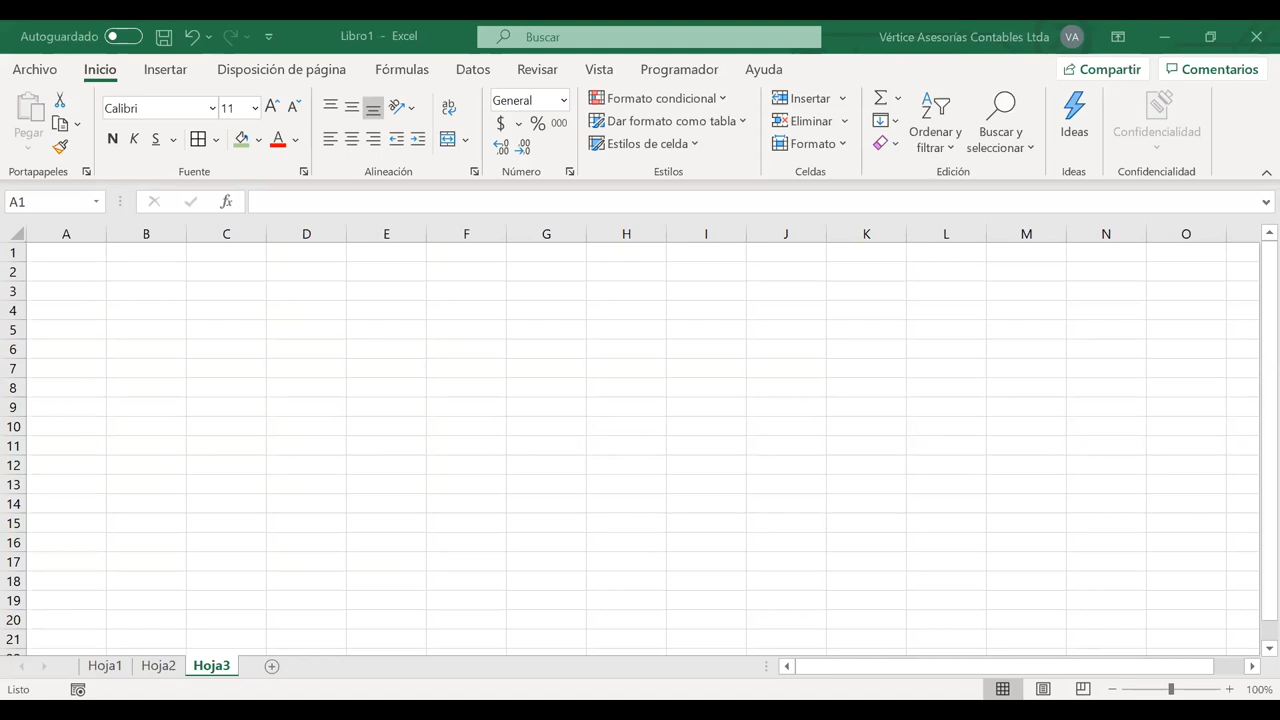 Autoguardado Libro1 - Excel Buscar Vértice Asesorías Contables Ltda VA
Archivo Inicio Insertar Disposición de página Fórmulas Datos Revisar Vista Programador Ayuda Compartir Comentarios
Pegar
Calibri 11
N K S A
ab
General
$ % 000
Formato condicional
Dar formato como tabla
Estilos de celda
Insertar
Eliminar
Formato
Ordenar y
filtrar
Buscar y
seleccionar
Ideas
Confidencialidad
Portapapeles Fuente Alineación Número Estilos Celdas Edición Ideas Confidencialidad
A1 fx
A B C D E F G H I J K L M N O
1
2
3
4
5
6
7
8
9
10
11
12
13
14
15
16
17
18
19
20
21
Hoja1 Hoja2 Hoja3
Listo 100%